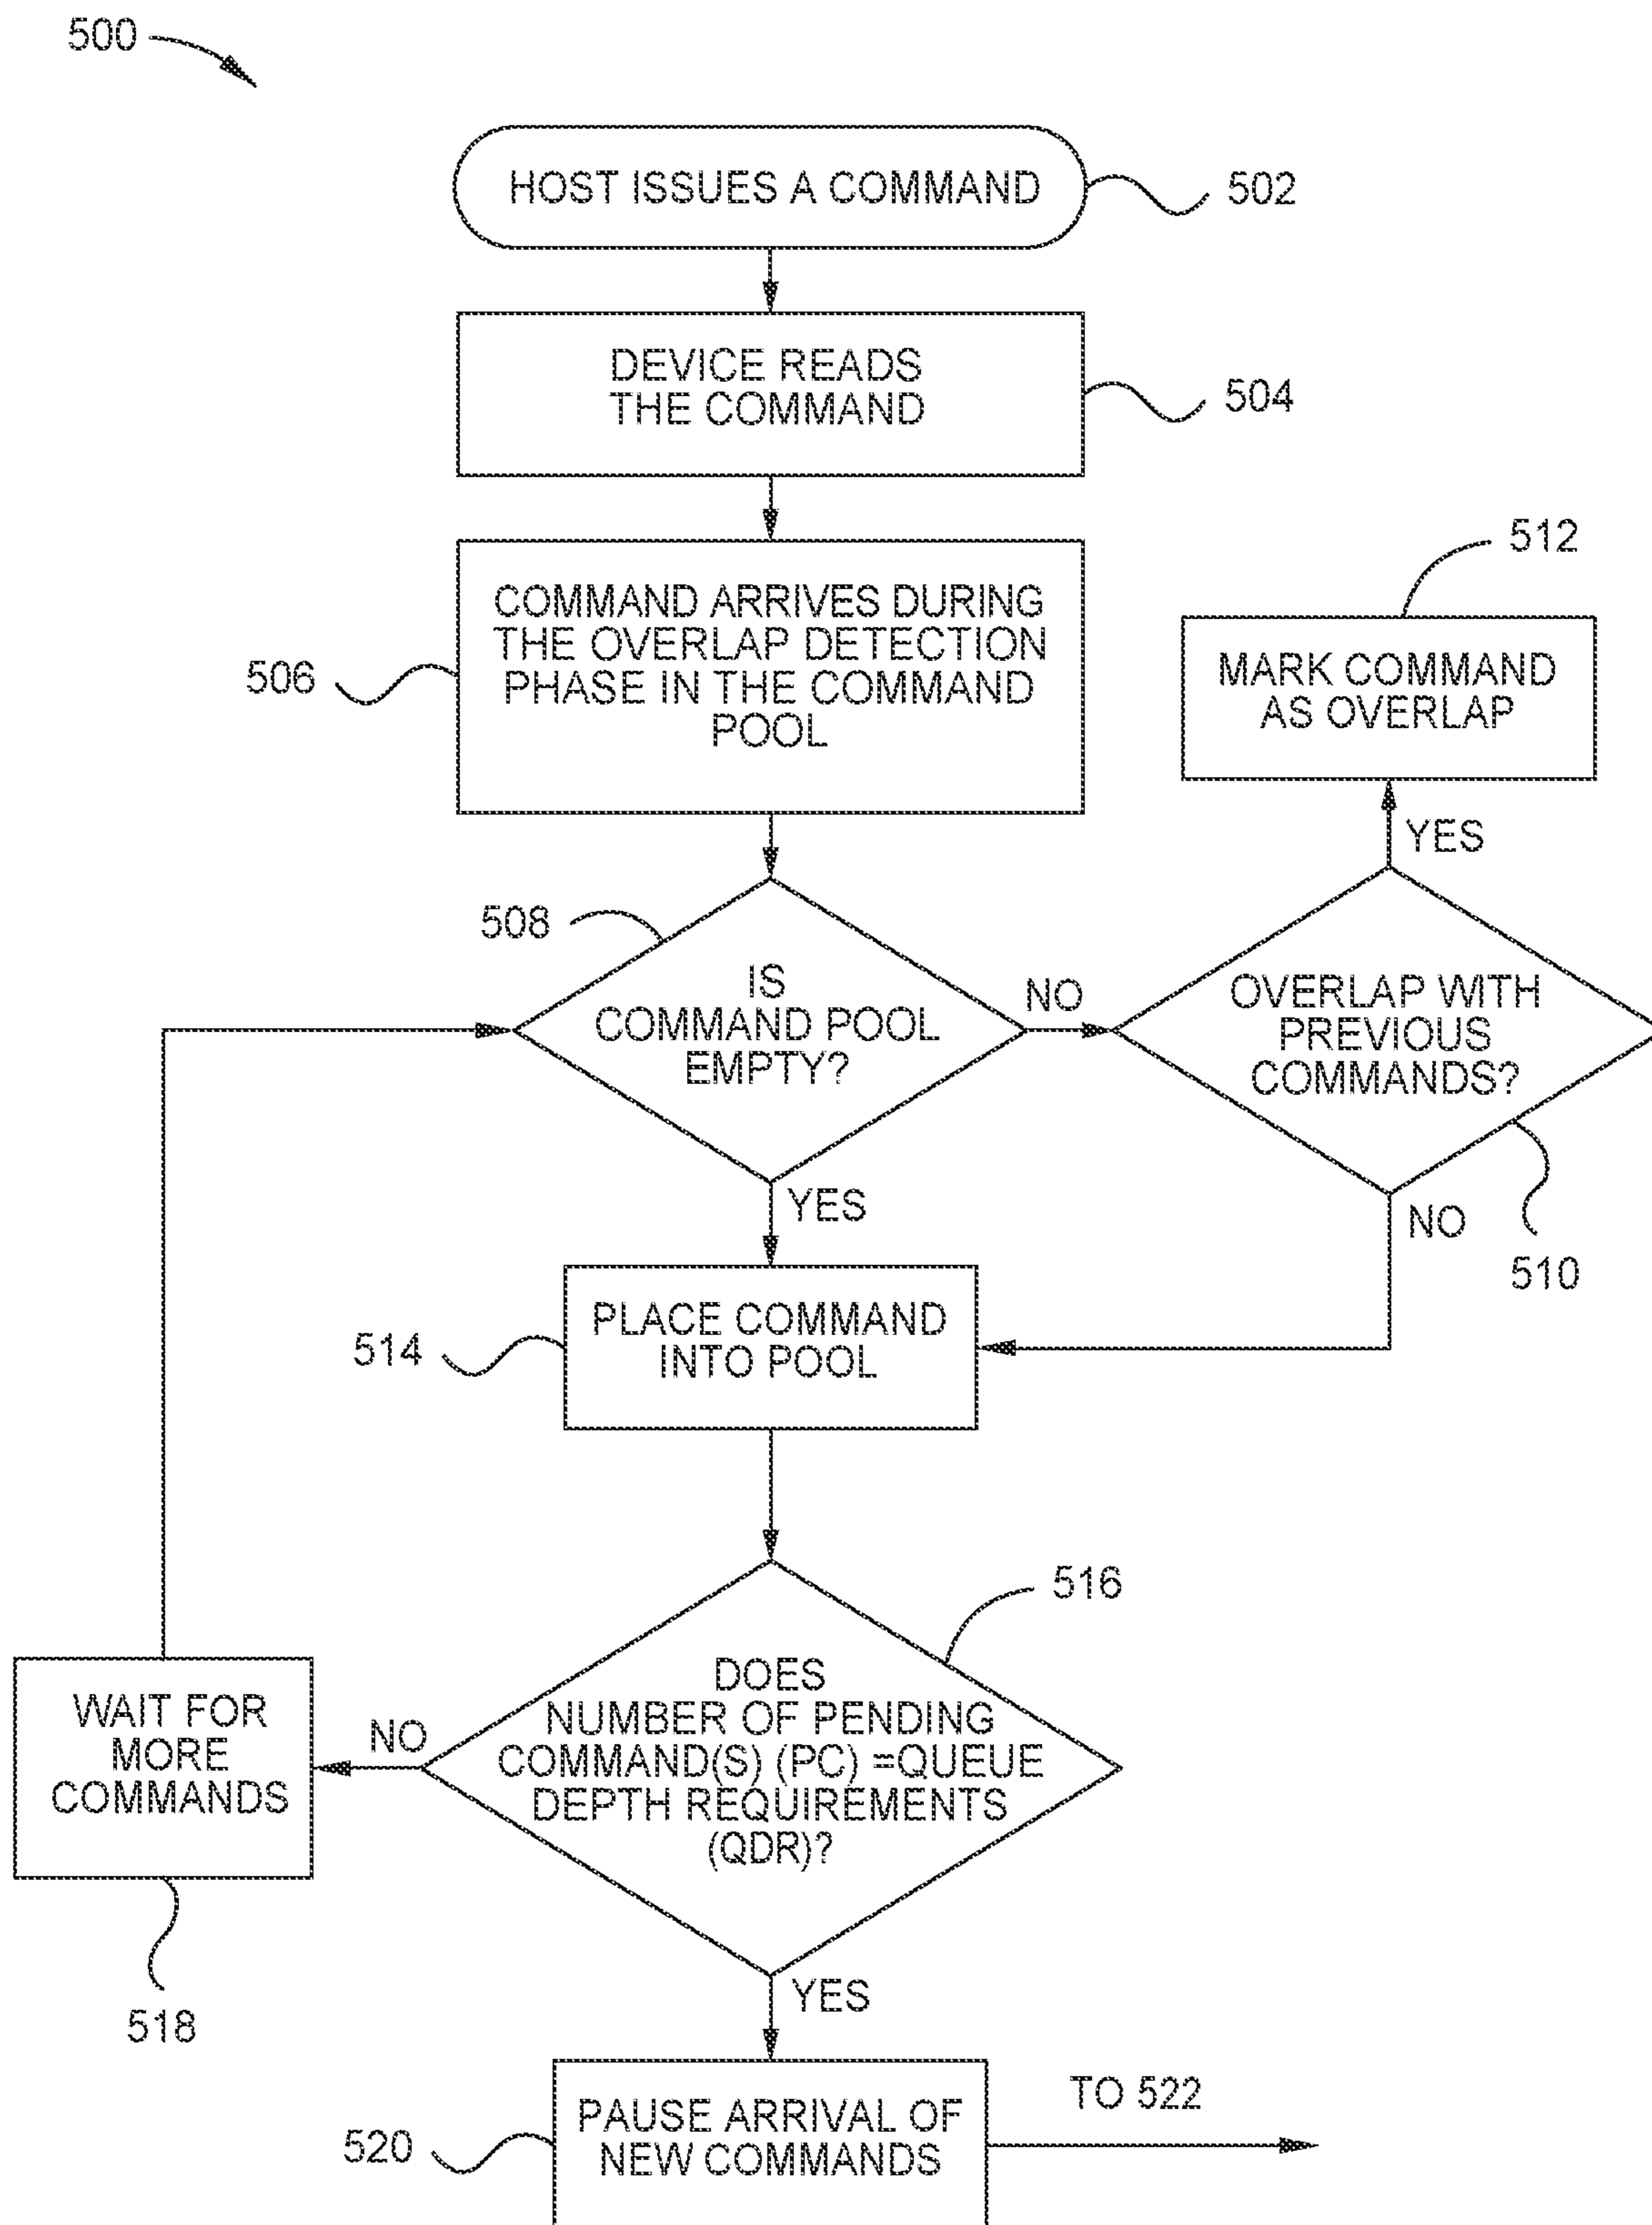 500
HOST ISSUES A COMMAND
502
DEVICE READS
THE COMMAND
504
COMMAND ARRIVES DURING
THE OVERLAP DETECTION
PHASE IN THE COMMAND
POOL
506
512
MARK COMMAND
AS OVERLAP
YES
508
IS
COMMAND POOL
EMPTY?
NO
OVERLAP WITH
PREVIOUS
COMMANDS?
YES
NO
510
PLACE COMMAND
INTO POOL
514
516
DOES
NUMBER OF PENDING
COMMAND(S) (PC) =QUEUE
DEPTH REQUIREMENTS
(QDR)?
NO
WAIT FOR
MORE
COMMANDS
518
YES
PAUSE ARRIVAL OF
NEW COMMANDS
520
TO 522